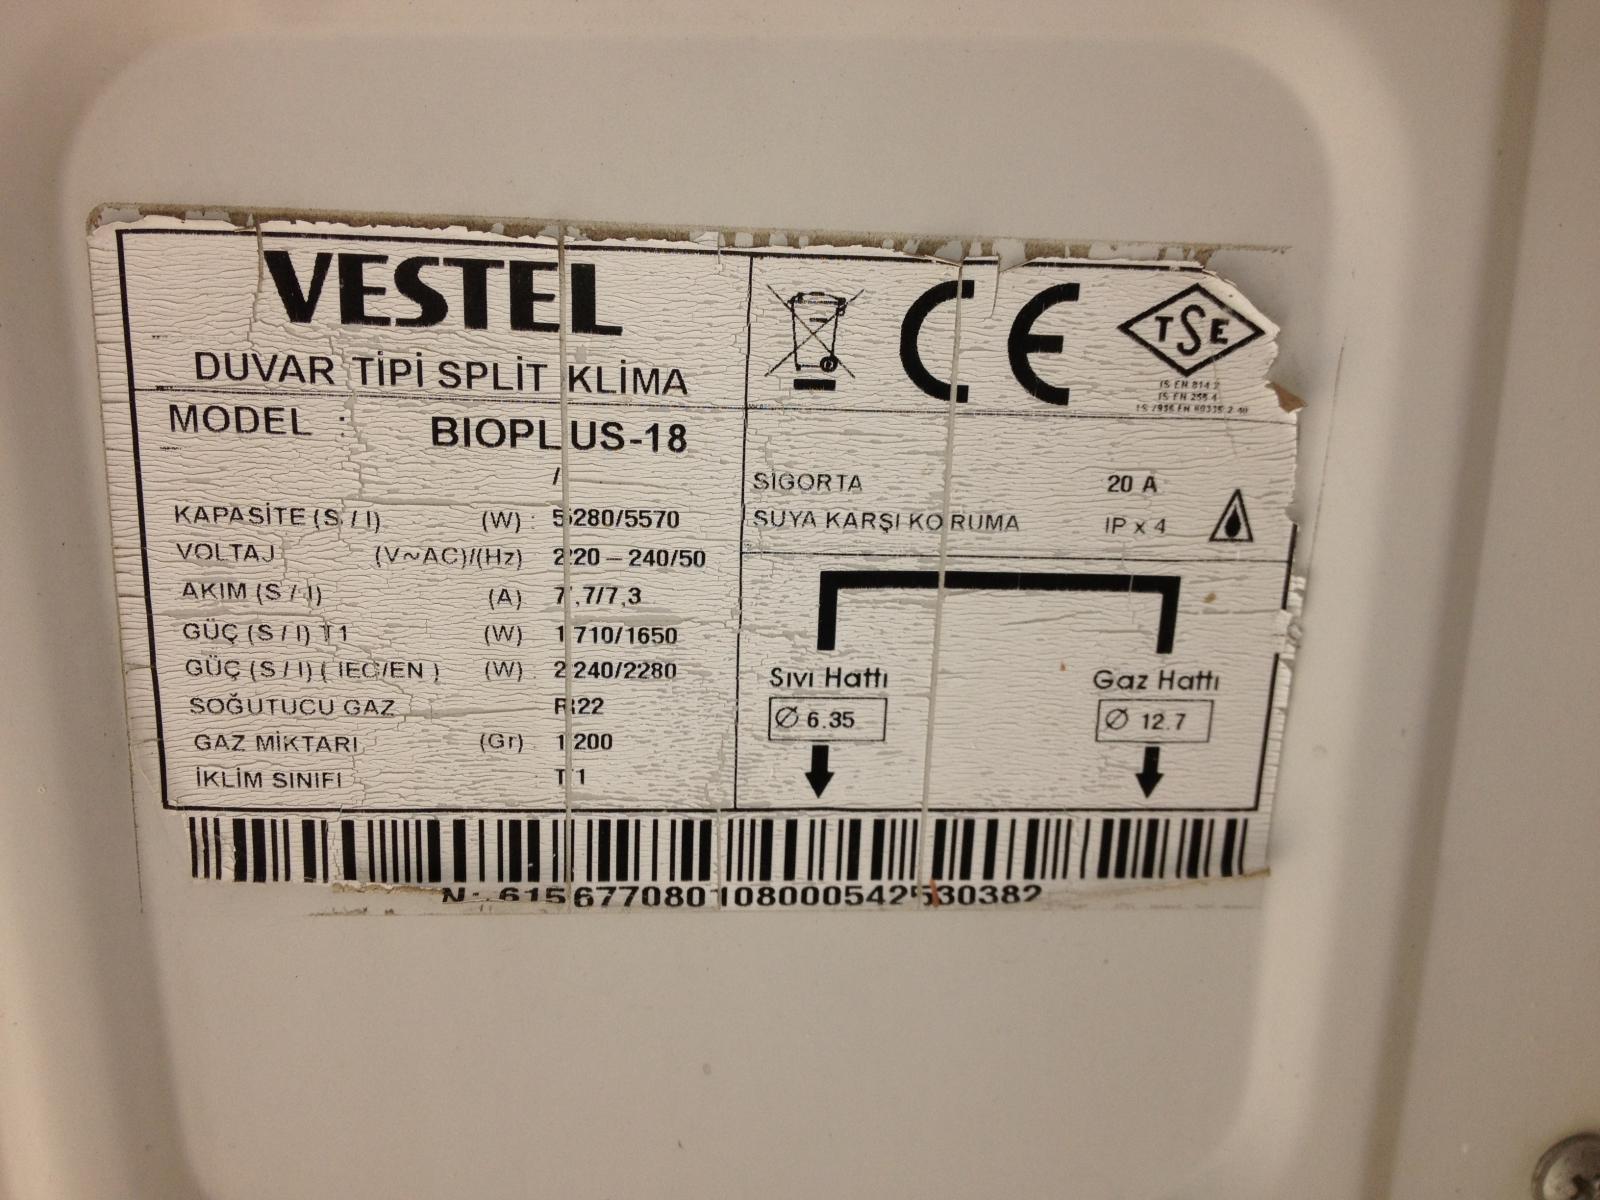 VESTEL
DUVAR TİPİ SPLİT KLİMA
MODEL : BIOPLUS-18
/
KAPASİTE (S / I) (W) : 5280/5570
VOLTAJ (V~AC)/(Hz) 220 – 240/50
AKIM (S / I) (A) 7,7/7,3
GÜÇ (S / I) T1 (W) 1710/1650
GÜÇ (S / I) ( IEC/EN ) (W) 2240/2280
SOĞUTUCU GAZ R22
GAZ MİKTARI (Gr) 1200
İKLİM SINIFI T1
CE
TSE
SİGORTA 20 A
SUYA KARŞI KORUMA IP x 4
Sıvı Hattı Gaz Hattı
Ø 6.35 Ø 12.7
N: 615677080108000542530382